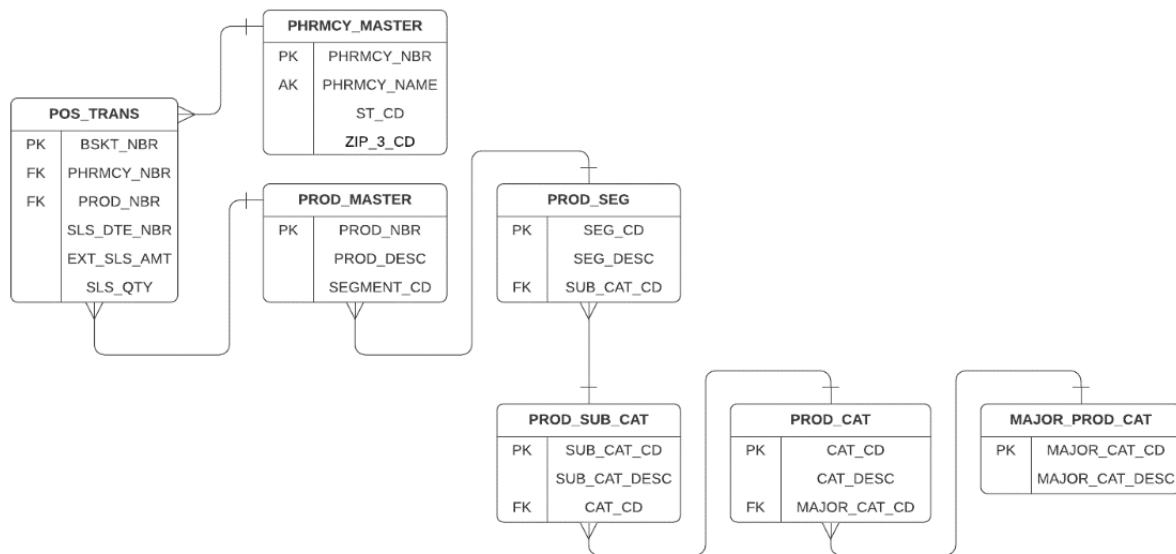 PHRMCY_MASTER
PK PHRMCY_NBR
AK PHRMCY_NAME
ST_CD
ZIP_3_CD
POS_TRANS
PK BSKT_NBR
FK PHRMCY_NBR
FK PROD_NBR
SLS_DTE_NBR
EXT_SLS_AMT
SLS_QTY
PROD_MASTER
PK PROD_NBR
PROD_DESC
SEGMENT_CD
PROD_SEG
PK SEG_CD
SEG_DESC
FK SUB_CAT_CD
PROD_SUB_CAT
PK SUB_CAT_CD
SUB_CAT_DESC
FK CAT_CD
PROD_CAT
PK CAT_CD
CAT_DESC
FK MAJOR_CAT_CD
MAJOR_PROD_CAT
PK MAJOR_CAT_CD
MAJOR_CAT_DESC